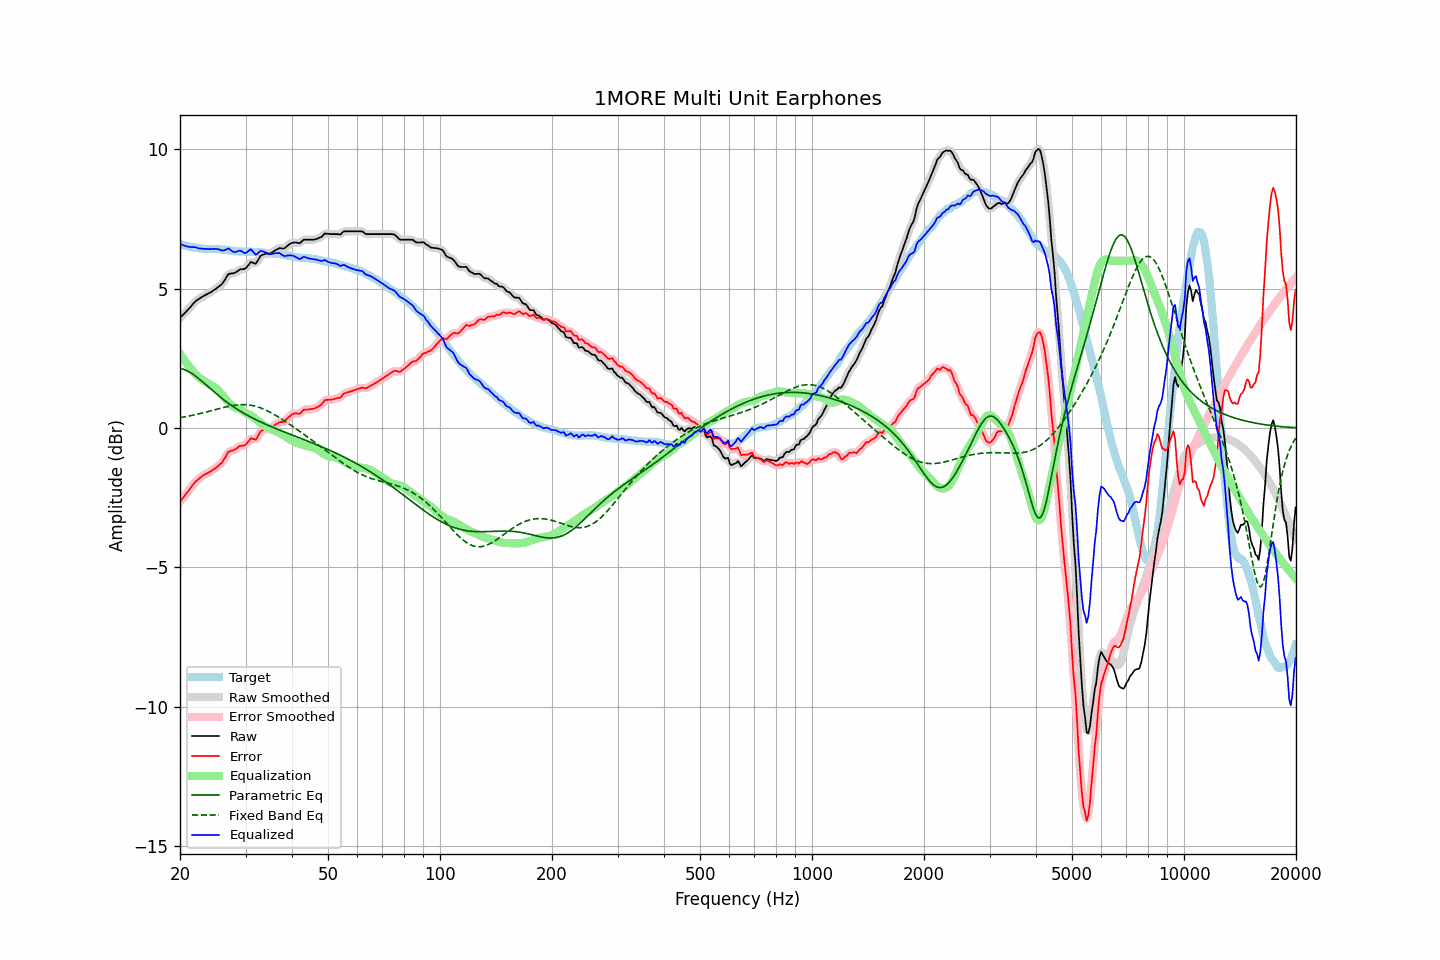 1MORE Multi Unit Earphones
Amplitude (dBr)
10
5
0
−5
−10
−15
Target
Raw Smoothed
Error Smoothed
Raw
Error
Equalization
Parametric Eq
Fixed Band Eq
Equalized
20 50 100 200 500 1000 2000 5000 10000 20000
Frequency (Hz)